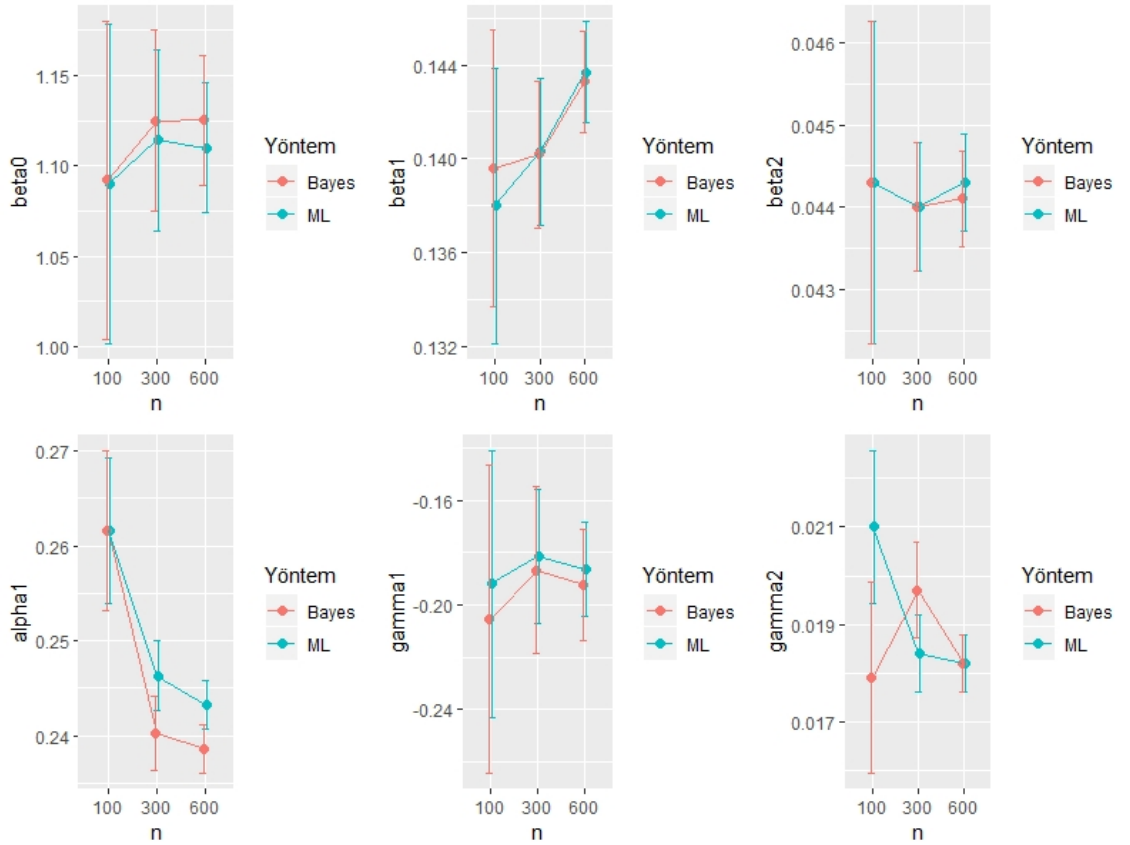 beta0
1.15
1.10
1.05
1.00
100 300 600
n
Yöntem
Bayes
ML
beta1
0.144
0.140
0.136
0.132
100 300 600
n
Yöntem
Bayes
ML
beta2
0.046
0.045
0.044
0.043
100 300 600
n
Yöntem
Bayes
ML
alpha1
0.27
0.26
0.25
0.24
100 300 600
n
Yöntem
Bayes
ML
gamma1
-0.16
-0.20
-0.24
100 300 600
n
Yöntem
Bayes
ML
gamma2
0.021
0.019
0.017
100 300 600
n
Yöntem
Bayes
ML